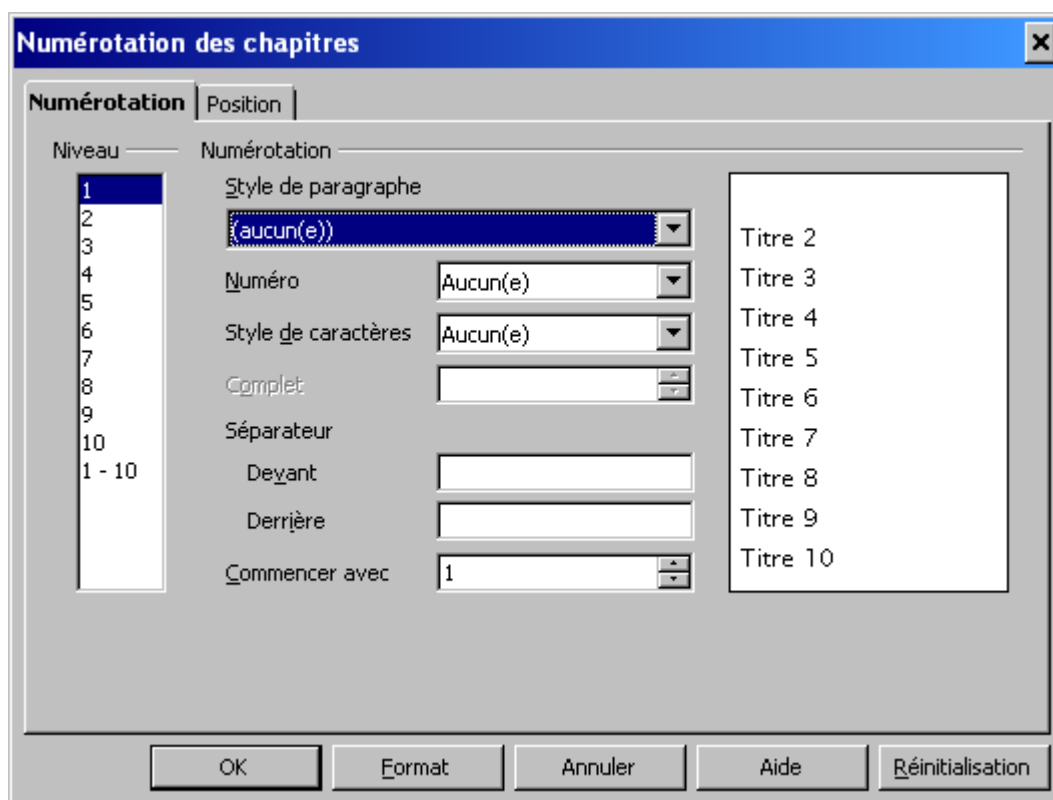 Numérotation des chapitres
Numérotation
Position
Niveau
1
2
3
4
5
6
7
8
9
10
1 - 10
Numérotation
Style de paragraphe
(aucun(e))
Numéro
Aucun(e)
Style de caractères
Aucun(e)
Complet
Séparateur
Devant
Derrière
Commencer avec
1
Titre 2
Titre 3
Titre 4
Titre 5
Titre 6
Titre 7
Titre 8
Titre 9
Titre 10
OK
Format
Annuler
Aide
Réinitialisation